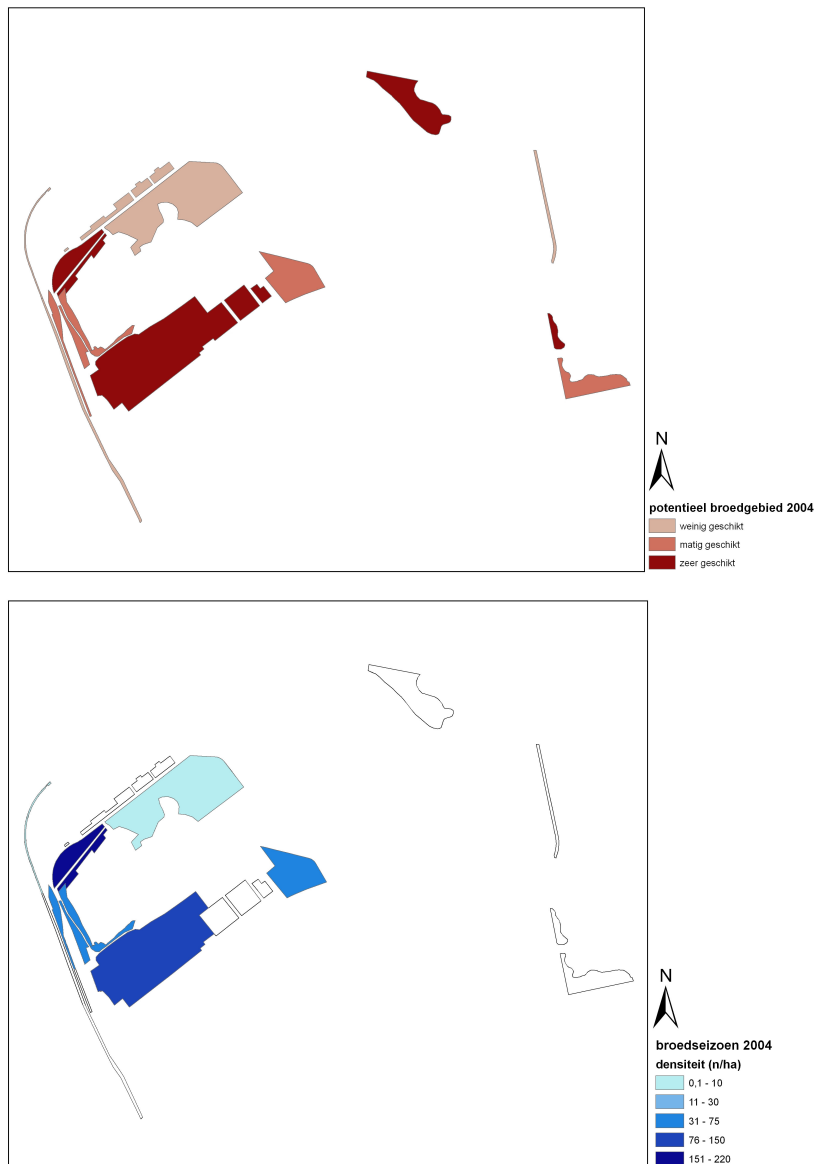 N
potentieel broedgebied 2004
weinig geschikt
matig geschikt
zeer geschikt
N
broedseizoen 2004
densiteit (n/ha)
0,1 - 10
11 - 30
31 - 75
76 - 150
151 - 220